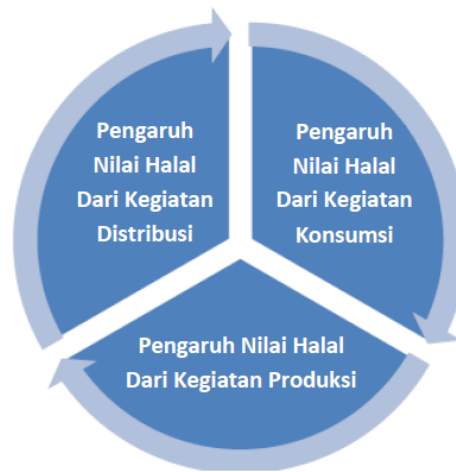 Pengaruh
Nilai Halal
Dari Kegiatan
Distribusi
Pengaruh
Nilai Halal
Dari Kegiatan
Konsumsi
Pengaruh Nilai Halal
Dari Kegiatan Produksi